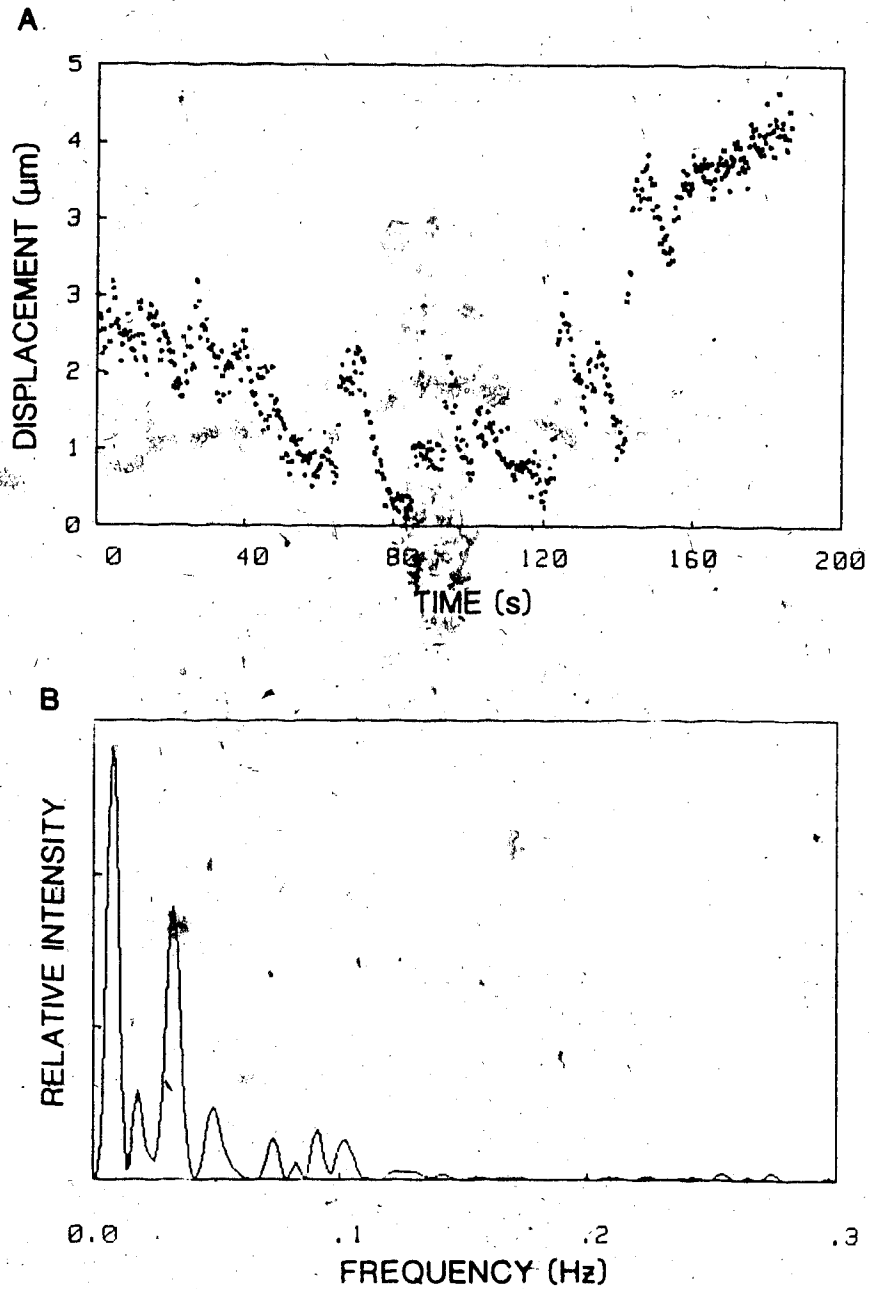 A
5
4
3
3
2
1
0
DISPLACEMENT (µm)
0 40 80 120 160 200
TIME (s)
B
RELATIVE INTENSITY
0.0 .1 .2 .3
FREQUENCY (Hz)